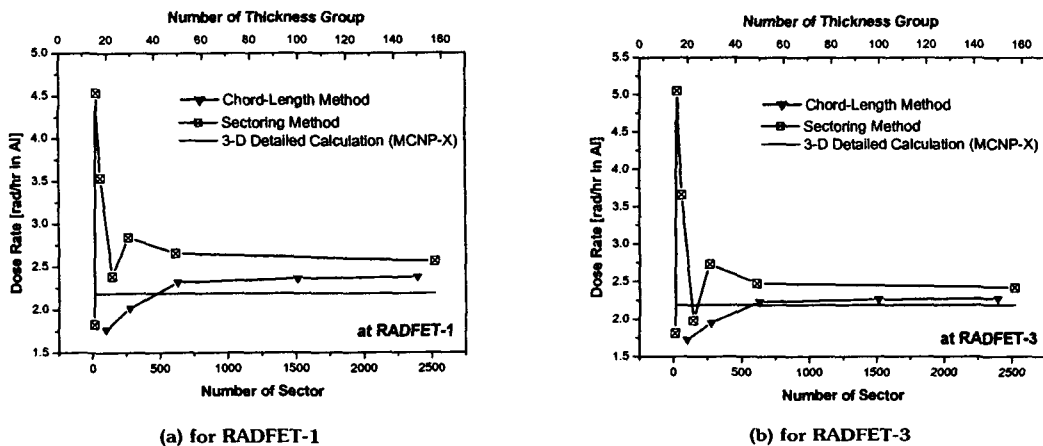 Number of Thickness Group
0 20 40 60 80 100 120 140 160
5.0
4.5
4.0
3.5
3.0
2.5
2.0
1.5
Dose Rate [rad/hr in Al]
Chord-Length Method
Sectoring Method
3-D Detailed Calculation (MCNP-X)
at RADFET-1
0 500 1000 1500 2000 2500
Number of Sector
(a) for RADFET-1
Number of Thickness Group
0 20 40 60 80 100 120 140 160
5.5
5.0
4.5
4.0
3.5
3.0
2.5
2.0
1.5
Dose Rate [rad/hr in Al]
Chord-Length Method
Sectoring Method
3-D Detailed Calculation (MCNP-X)
at RADFET-3
0 500 1000 1500 2000 2500
Number of Sector
(b) for RADFET-3